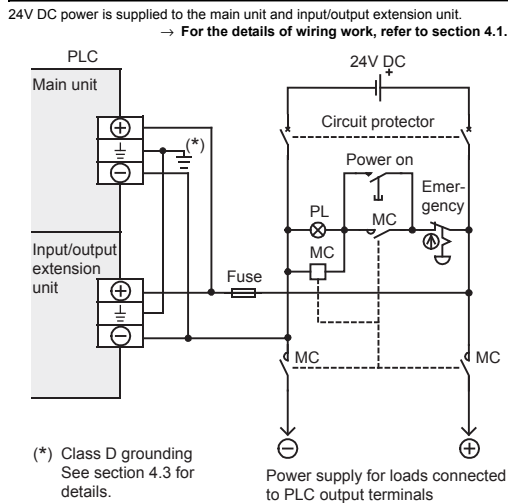 24V DC power is supplied to the main unit and input/output extension unit.
→ For the details of wiring work, refer to section 4.1.
PLC
Main unit
24V DC
+
Circuit protector
(*)
Power on
Emer-
gency
PL
MC
MC
Input/output
extension
unit
Fuse
MC
MC
(*) Class D grounding
See section 4.3 for
details.
Power supply for loads connected
to PLC output terminals